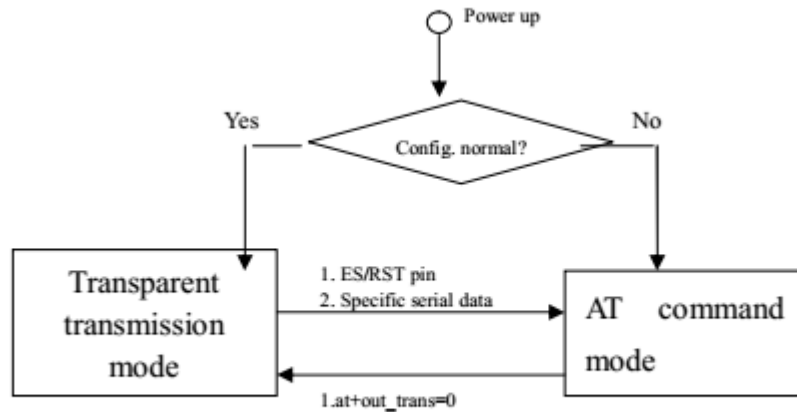 Power up
Yes
No
Config. normal?
Transparent
transmission
mode
1. ES/RST pin
2. Specific serial data
AT command
mode
1.at+out_trans=0